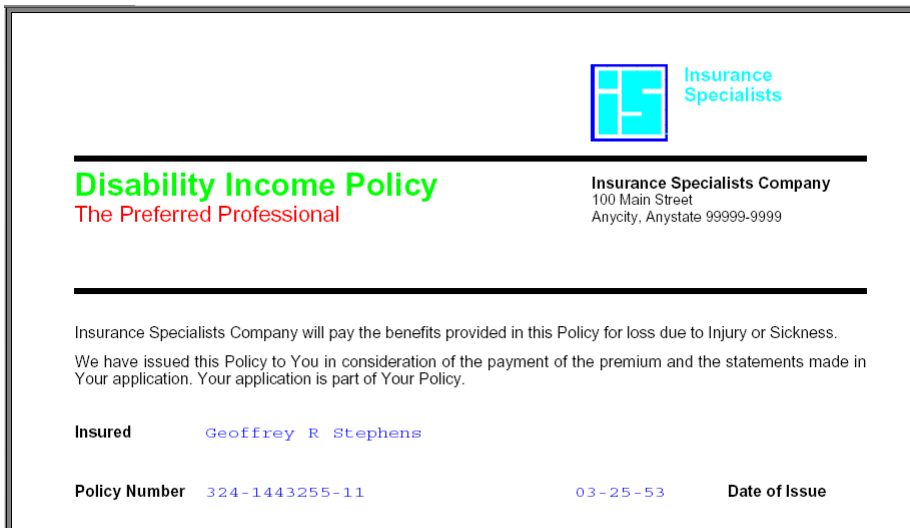 iS
Insurance
Specialists
Disability Income Policy
The Preferred Professional
Insurance Specialists Company
100 Main Street
Anycity, Anystate 99999-9999
Insurance Specialists Company will pay the benefits provided in this Policy for loss due to Injury or Sickness.
We have issued this Policy to You in consideration of the payment of the premium and the statements made in
Your application. Your application is part of Your Policy.
Insured Geoffrey R Stephens
Policy Number 324-1443255-11 03-25-53 Date of Issue